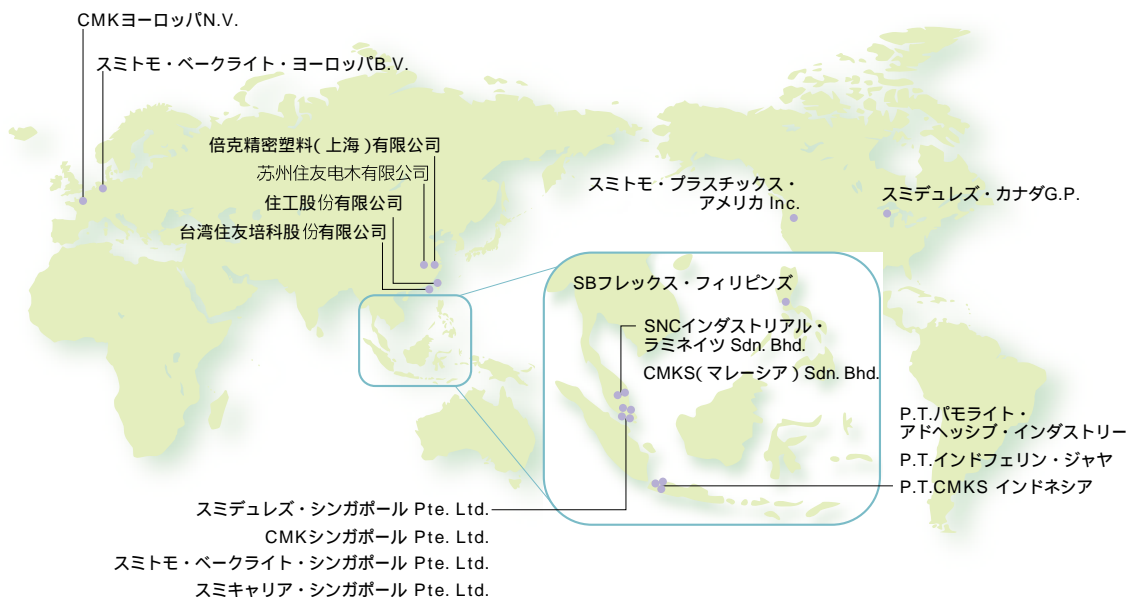 CMKヨーロッパN.V.
スミトモ・ベークライト・ヨーロッパB.V.
倍克精密塑料(上海)有限公司
苏州住友电木有限公司
住工股份有限公司
台湾住友培科股份有限公司
スミトモ・プラスチックス・
アメリカ Inc.
スミデュレズ・カナダG.P.
SBフレックス・フィリピンズ
SNCインダストリアル・
ラミネイツ Sdn. Bhd.
CMKS(マレーシア) Sdn. Bhd.
P.T.パモライト・
アドヘッシブ・インダストリー
P.T.インドフェリン・ジャヤ
P.T.CMKS インドネシア
スミデュレズ・シンガポール Pte. Ltd.
CMKシンガポール Pte. Ltd.
スミトモ・ベークライト・シンガポール Pte. Ltd.
スミキャリア・シンガポール Pte. Ltd.